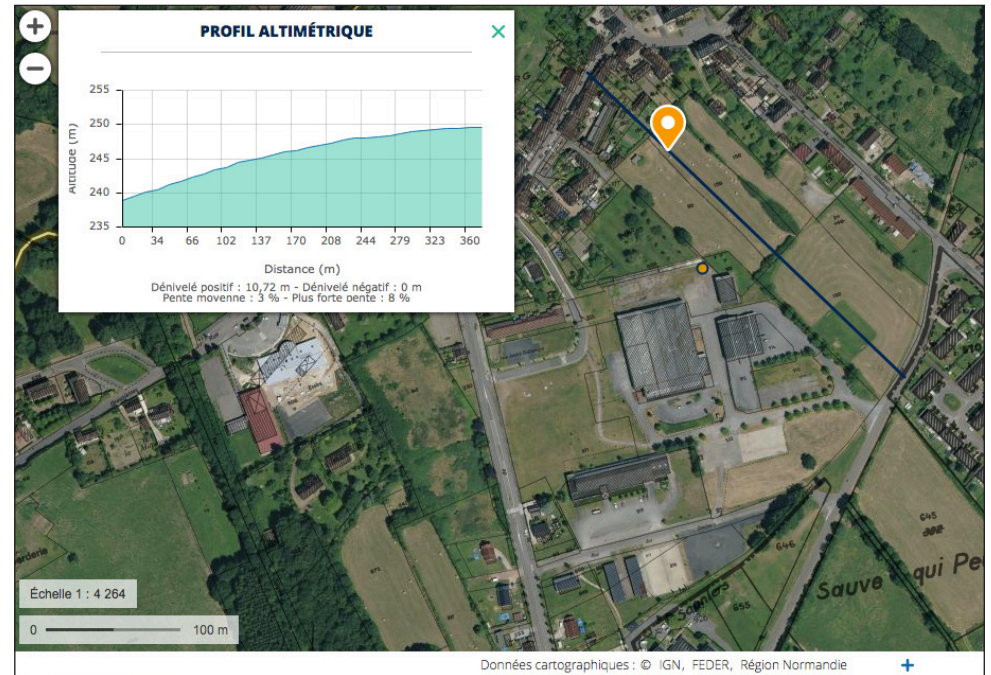 PROFIL ALTIMÉTRIQUE
255
250
245
240
235
Altitude (m)
0 34 66 102 137 170 208 244 279 323 360
Distance (m)
Dénivelé positif : 10,72 m - Dénivelé négatif : 0 m
Pente moyenne : 3 % - Plus forte pente : 8 %
645
646
Sauve qui Pe
655
Échelle 1 : 4 264
0 100 m
Données cartographiques : © IGN, FEDER, Région Normandie